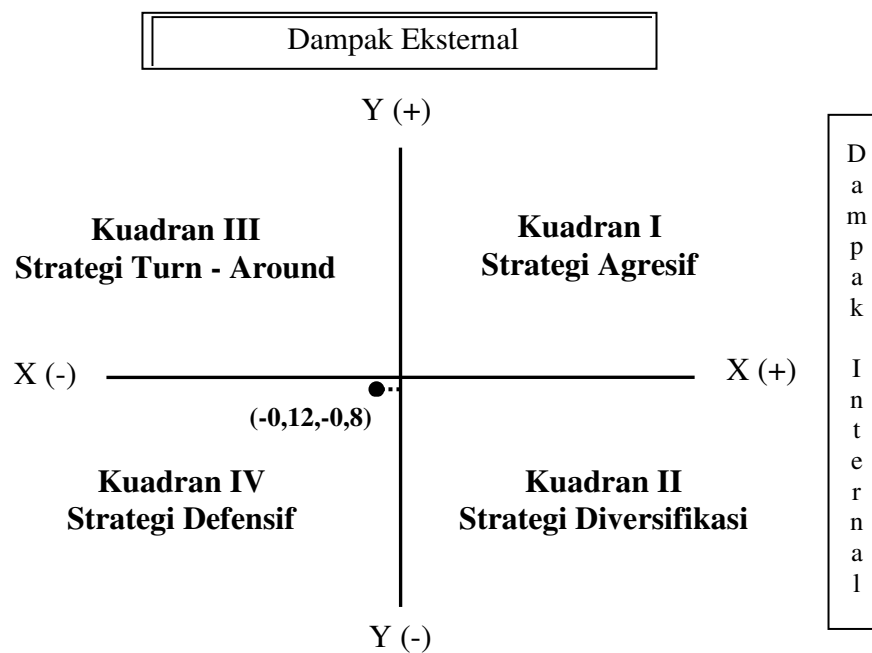 Dampak Eksternal
Y (+)
Kuadran III
Strategi Turn - Around
Kuadran I
Strategi Agresif
X (-)
X (+)
(-0,12,-0,8)
Kuadran IV
Strategi Defensif
Kuadran II
Strategi Diversifikasi
Y (-)
D
a
m
p
a
k
I
n
t
e
r
n
a
l